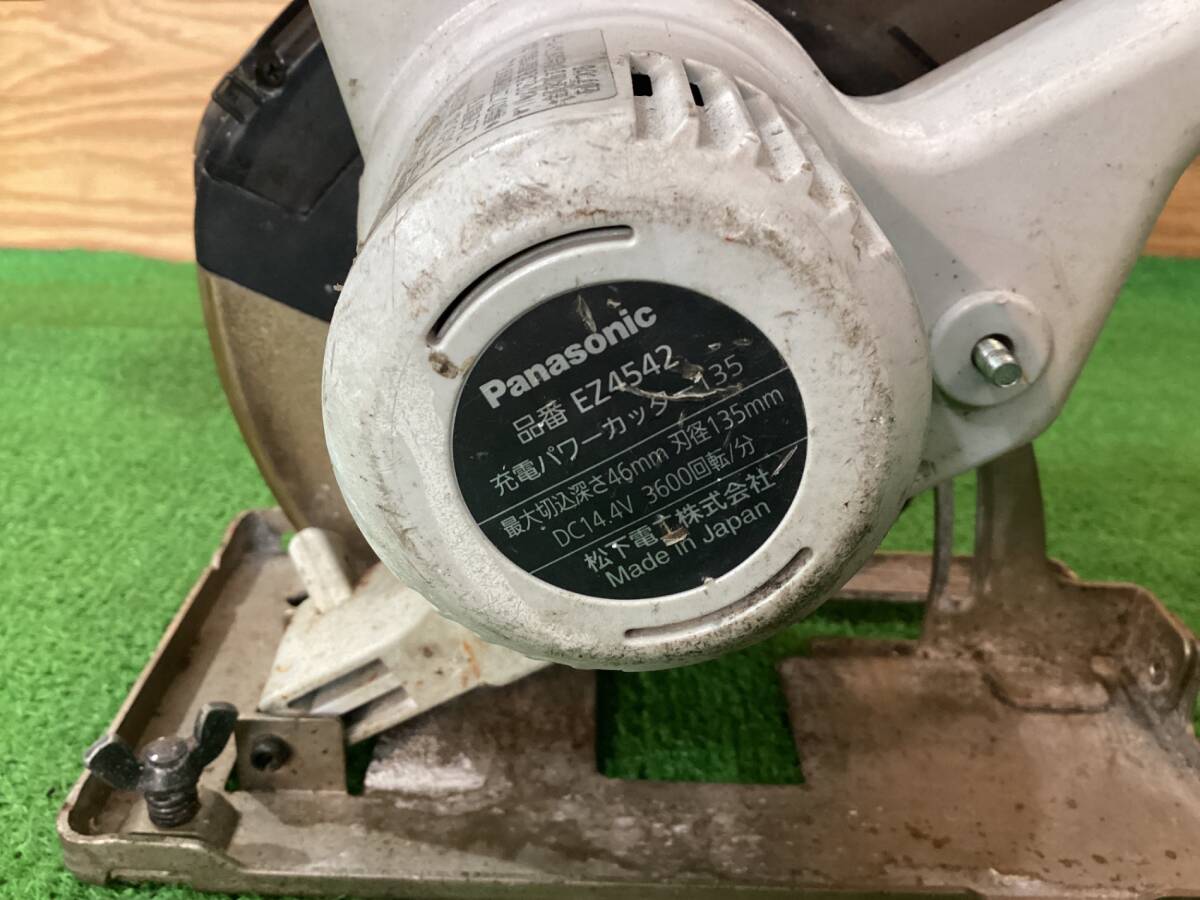 Panasonic
品番 EZ4542
充電パワーカッター135
最大切込深さ46mm 刃径135mm
DC14.4V 3600回転/分
松下電工株式会社
Made in Japan